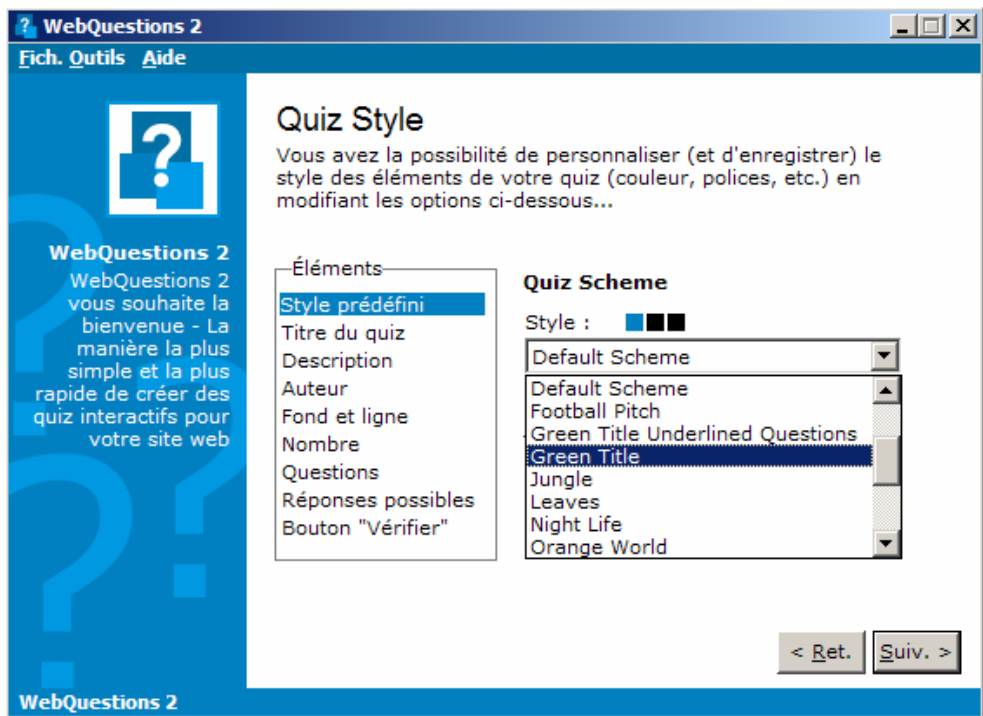 WebQuestions 2
Fich. Outils Aide
?
Quiz Style
Vous avez la possibilité de personnaliser (et d'enregistrer) le
style des éléments de votre quiz (couleur, polices, etc.) en
modifiant les options ci-dessous...
WebQuestions 2
WebQuestions 2
vous souhaite la
bienvenue - La
manière la plus
simple et la plus
rapide de créer des
quiz interactifs pour
votre site web
Éléments
Style prédéfini
Titre du quiz
Description
Auteur
Fond et ligne
Nombre
Questions
Réponses possibles
Bouton "Vérifier"
Quiz Scheme
Style :
Default Scheme
Default Scheme
Football Pitch
Green Title Underlined Questions
Green Title
Jungle
Leaves
Night Life
Orange World
< Ret.
Suiv. >
WebQuestions 2